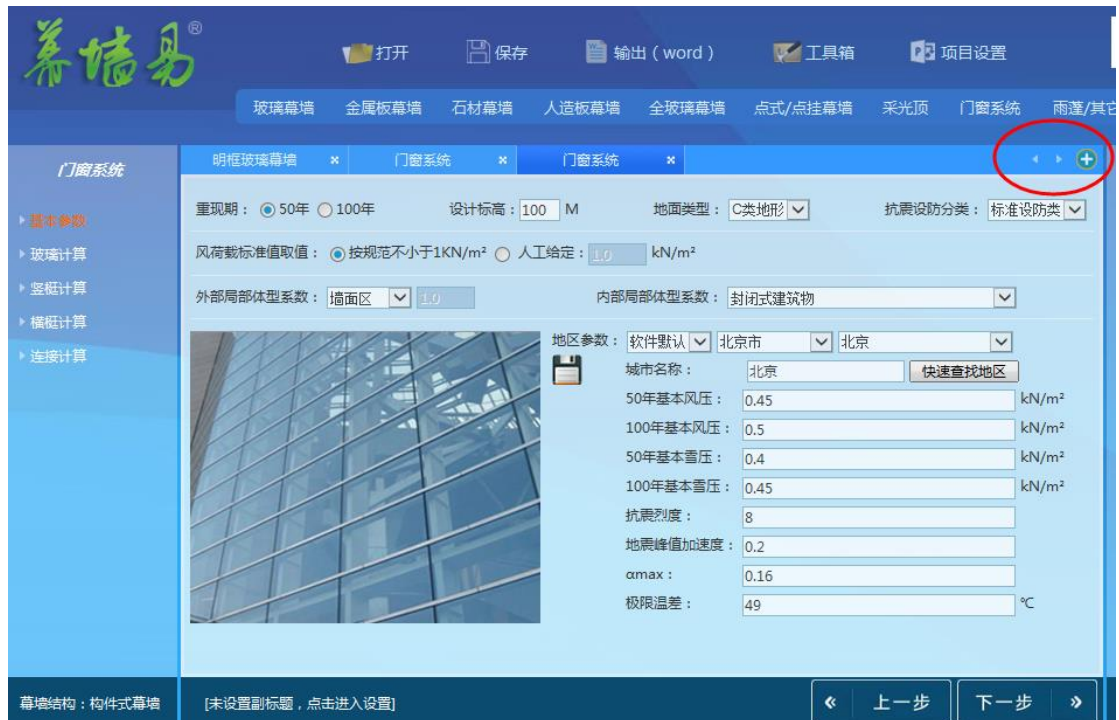 幕墙易®
打开 保存 输出（word） 工具箱 项目设置
玻璃幕墙 金属板幕墙 石材幕墙 人造板幕墙 全玻璃幕墙 点式/点挂幕墙 采光顶 门窗系统 雨蓬/其它
门窗系统
明框玻璃幕墙 × 门窗系统 × 门窗系统 ×
基本参数
玻璃计算
竖梃计算
横梃计算
连接计算
重现期： 50年 100年 设计标高：100 M 地面类型：C类地形 抗震设防分类：标准设防类
风荷载标准值取值： 按规范不小于1KN/m² 人工给定：1.0 kN/m²
外部局部体型系数：墙面区 1.0 内部局部体型系数：封闭式建筑物
地区参数：软件默认 北京市 北京
城市名称：北京 快速查找地区
50年基本风压：0.45 kN/m²
100年基本风压：0.5 kN/m²
50年基本雪压：0.4 kN/m²
100年基本雪压：0.45 kN/m²
抗震烈度：8
地震峰值加速度：0.2
αmax：0.16
极限温差：49 ℃
幕墙结构：构件式幕墙 [未设置副标题，点击进入设置] « 上一步 下一步 »